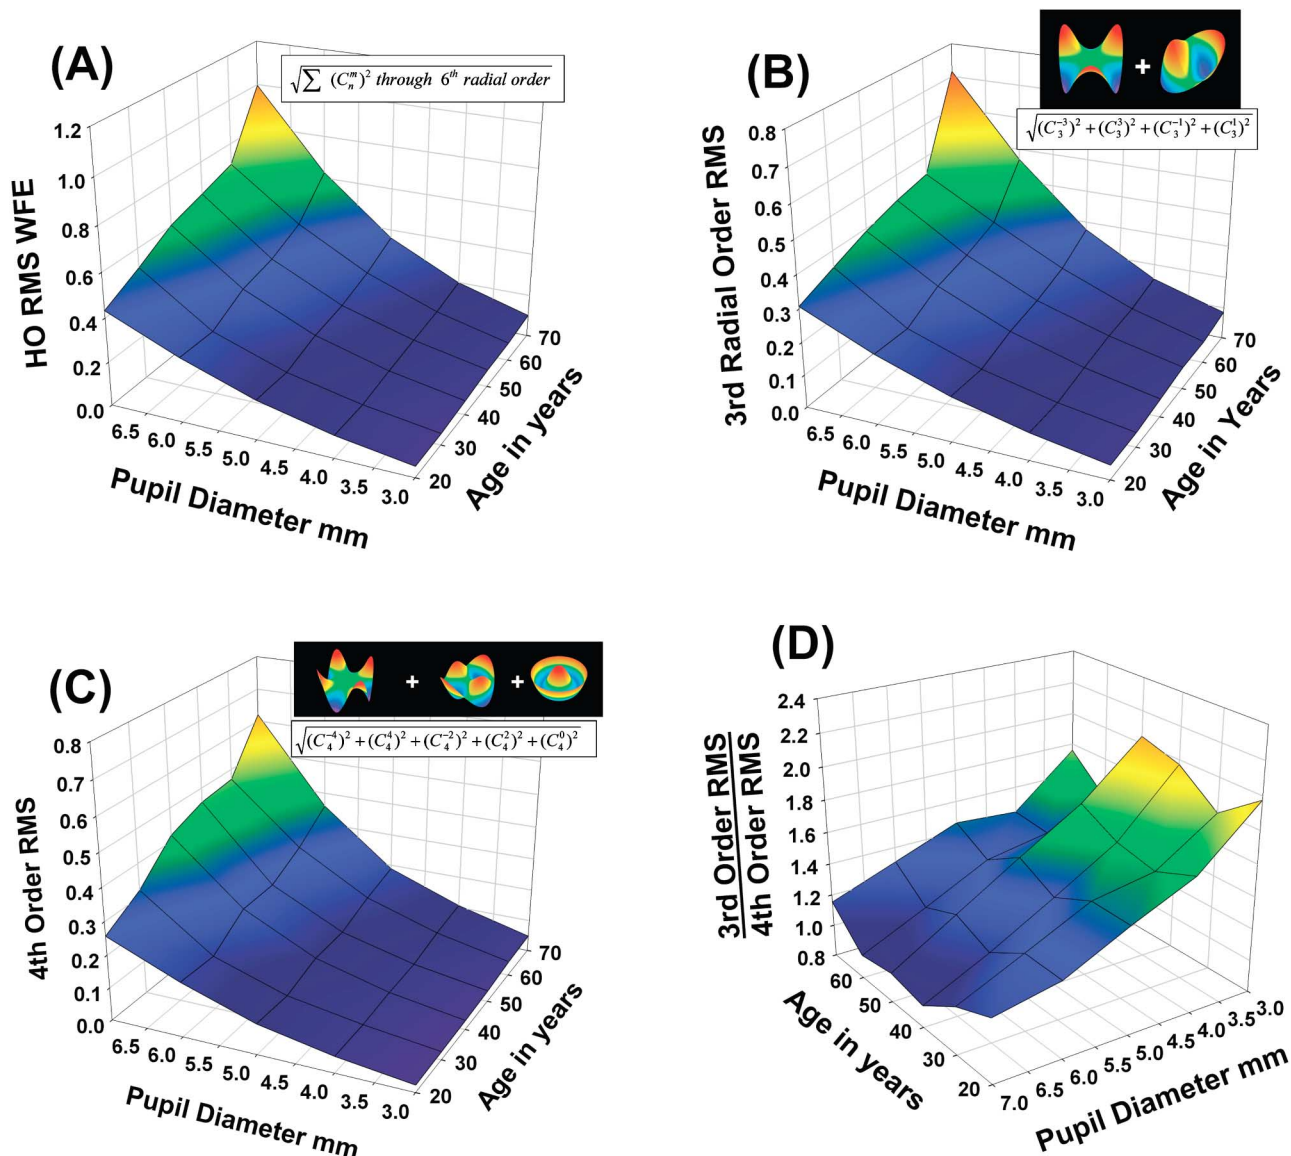 (A)
√∑ (C_n^m)^2 through 6^th radial order
HO RMS WFE
1.2
1.0
0.8
0.6
0.4
0.2
0.0
6.5 6.0 5.5 5.0 4.5 4.0 3.5 3.0
Pupil Diameter mm
20 30 40 50 60 70
Age in years
(B)
+
√(C_3^-3)^2 + (C_3^3)^2 + (C_3^-1)^2 + (C_3^1)^2
3rd Radial Order RMS
0.8
0.7
0.6
0.5
0.4
0.3
0.2
0.1
0.0
6.5 6.0 5.5 5.0 4.5 4.0 3.5 3.0
Pupil Diameter mm
20 30 40 50 60 70
Age in Years
(C)
+ +
√(C_4^-4)^2 + (C_4^4)^2 + (C_4^-2)^2 + (C_4^2)^2 + (C_4^0)^2
4th Order RMS
0.8
0.7
0.6
0.5
0.4
0.3
0.2
0.1
0.0
6.5 6.0 5.5 5.0 4.5 4.0 3.5 3.0
Pupil Diameter mm
20 30 40 50 60 70
Age in years
(D)
3rd Order RMS
4th Order RMS
2.4
2.2
2.0
1.8
1.6
1.4
1.2
1.0
0.8
60 50 40 30 20
Age in years
7.0 6.5 6.0 5.5 5.0 4.5 4.0 3.5 3.0
Pupil Diameter mm